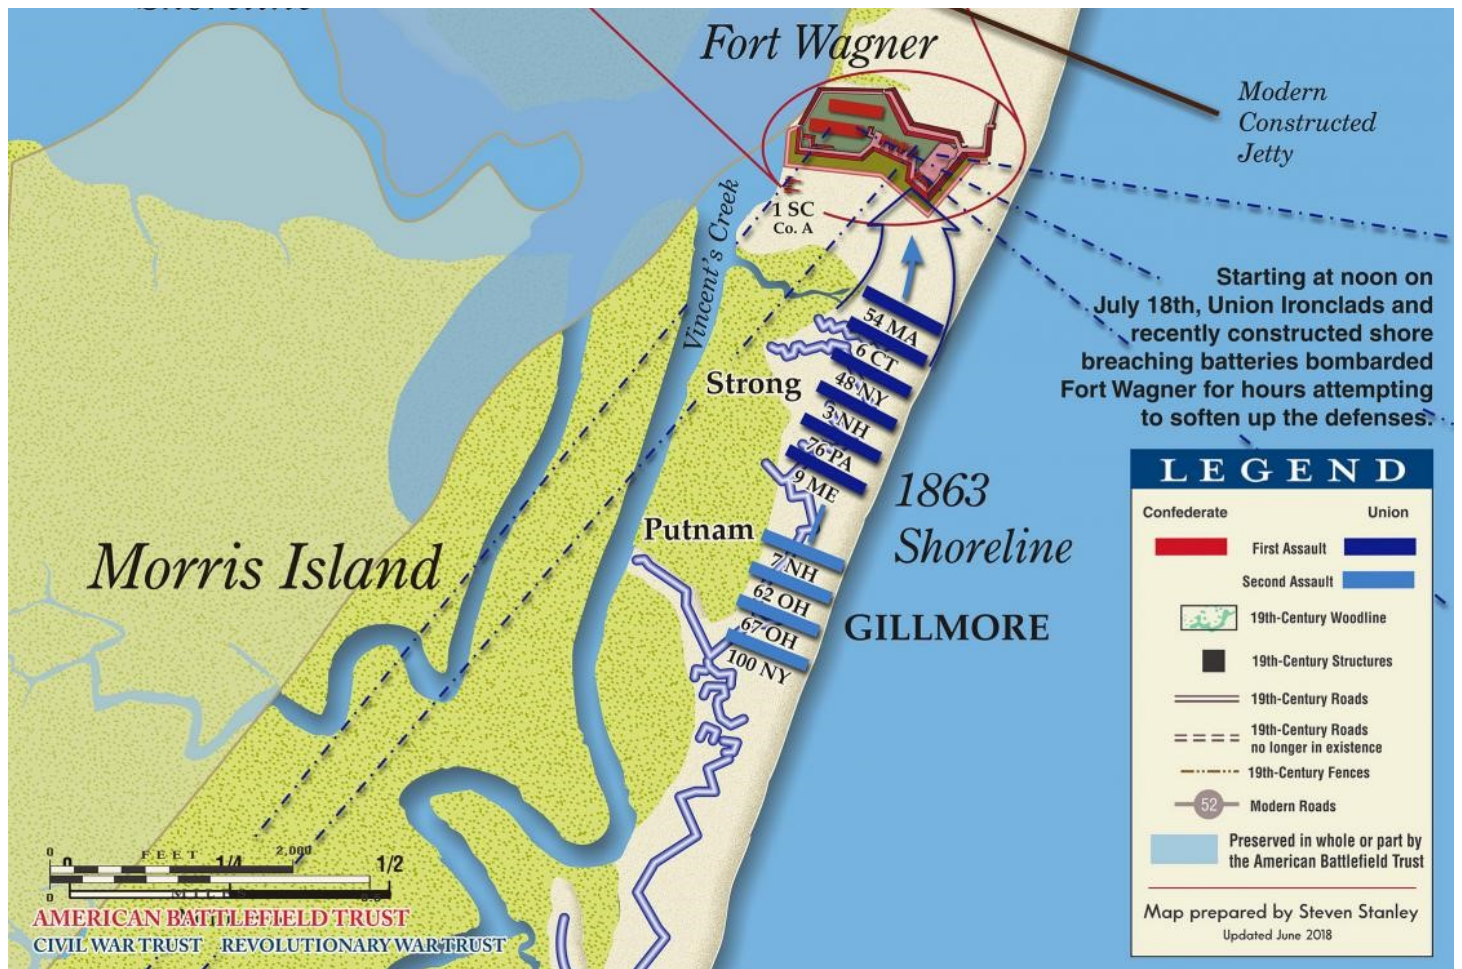 Shoreline
Fort Wagner
Modern
Constructed
Jetty
1 SC
Co. A
Vincent's Creek
Starting at noon on
July 18th, Union Ironclads and
recently constructed shore
breaching batteries bombarded
Fort Wagner for hours attempting
to soften up the defenses.
54 MA
6 CT
48 NY
3 NH
76 PA
9 ME
Strong
Putnam
7 NH
62 OH
67 OH
100 NY
1863
Shoreline
GILLMORE
Morris Island
LEGEND
Confederate Union
First Assault
Second Assault
19th-Century Woodline
19th-Century Structures
19th-Century Roads
19th-Century Roads
no longer in existence
19th-Century Fences
52 Modern Roads
Preserved in whole or part by
the American Battlefield Trust
Map prepared by Steven Stanley
Updated June 2018
0 FEET 2,000
0 1/4 1/2
0 MILES
AMERICAN BATTLEFIELD TRUST
CIVIL WAR TRUST REVOLUTIONARY WAR TRUST